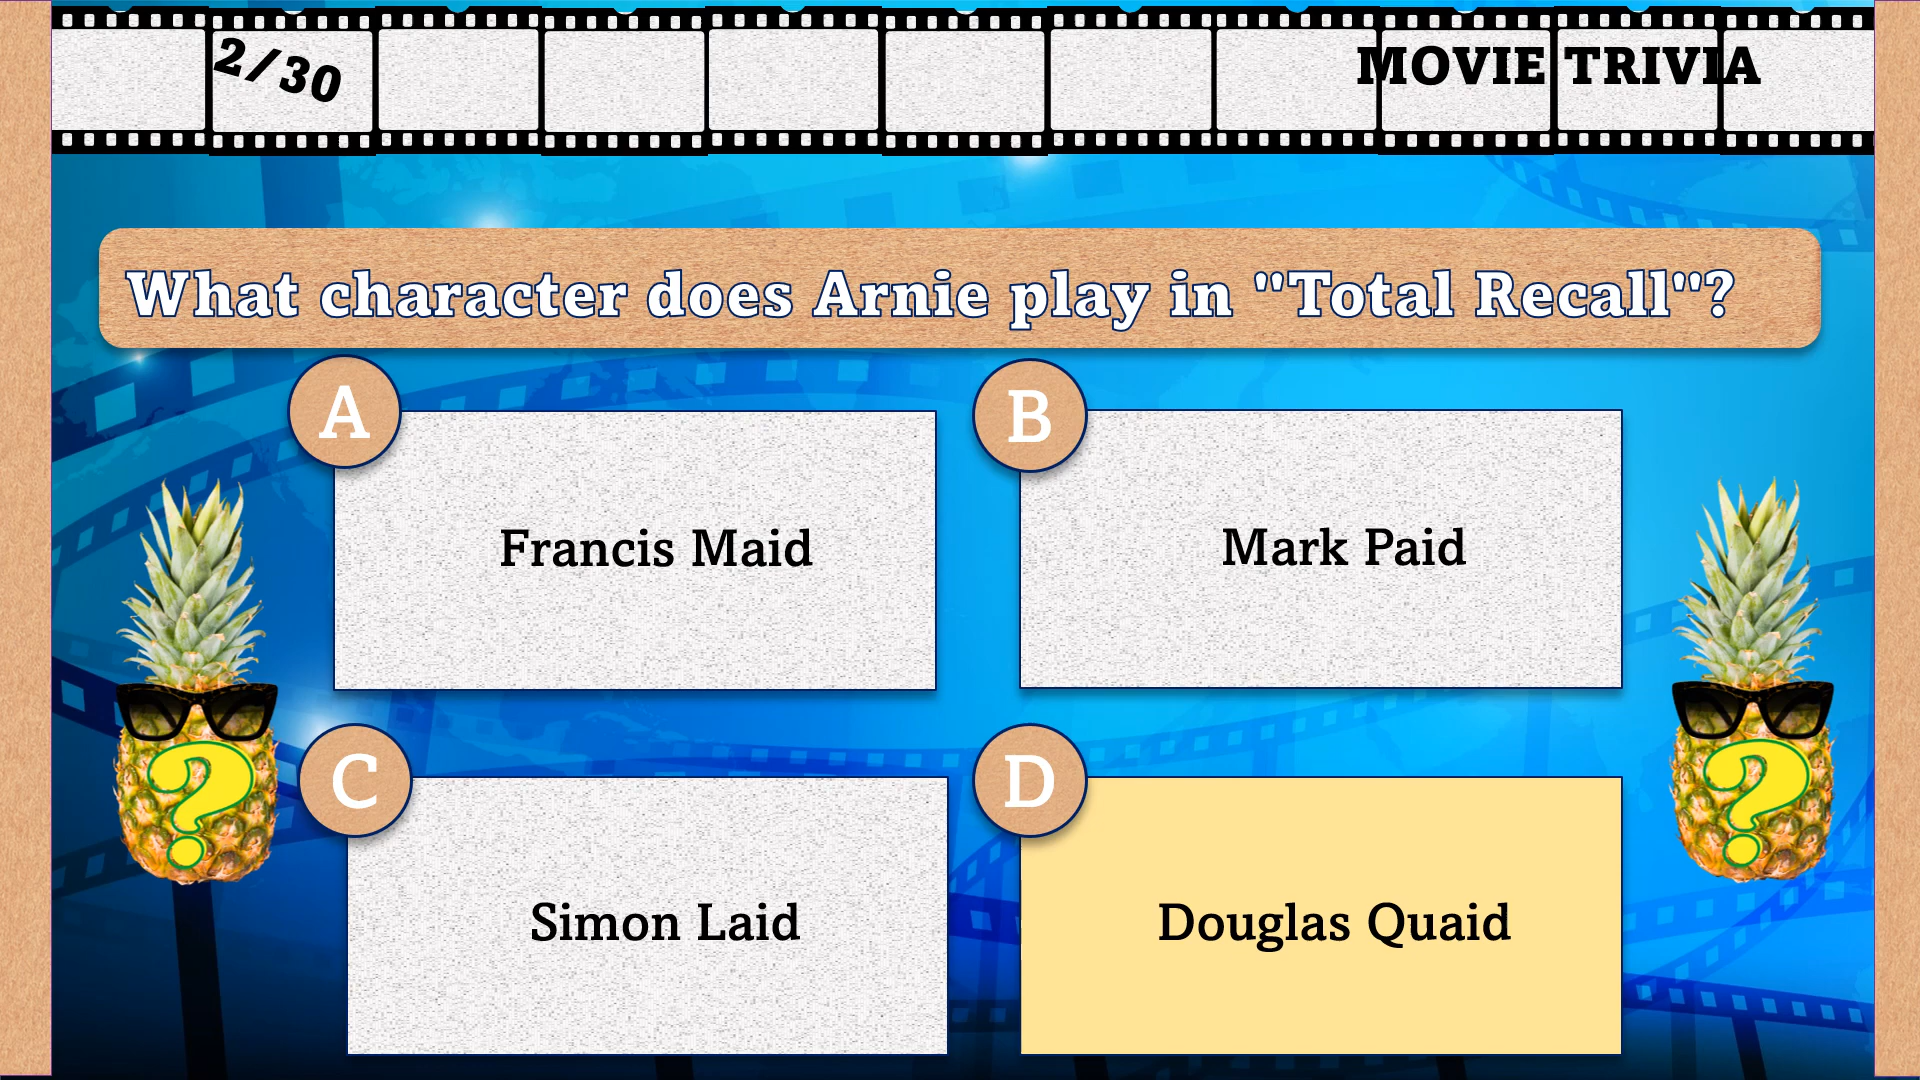 2/30
MOVIE TRIVIA
What character does Arnie play in "Total Recall"?
A
Francis Maid
B
Mark Paid
C
Simon Laid
D
Douglas Quaid
?
?